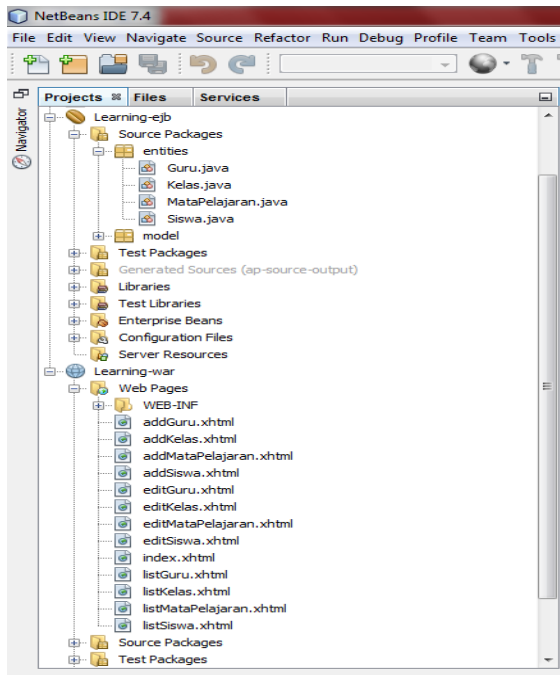 NetBeans IDE 7.4
File Edit View Navigate Source Refactor Run Debug Profile Team Tools
Projects Files Services
Navigator
Learning-ejb
Source Packages
entities
Guru.java
Kelas.java
MataPelajaran.java
Siswa.java
model
Test Packages
Generated Sources (ap-source-output)
Libraries
Test Libraries
Enterprise Beans
Configuration Files
Server Resources
Learning-war
Web Pages
WEB-INF
addGuru.xhtml
addKelas.xhtml
addMataPelajaran.xhtml
addSiswa.xhtml
editGuru.xhtml
editKelas.xhtml
editMataPelajaran.xhtml
editSiswa.xhtml
index.xhtml
listGuru.xhtml
listKelas.xhtml
listMataPelajaran.xhtml
listSiswa.xhtml
Source Packages
Test Packages